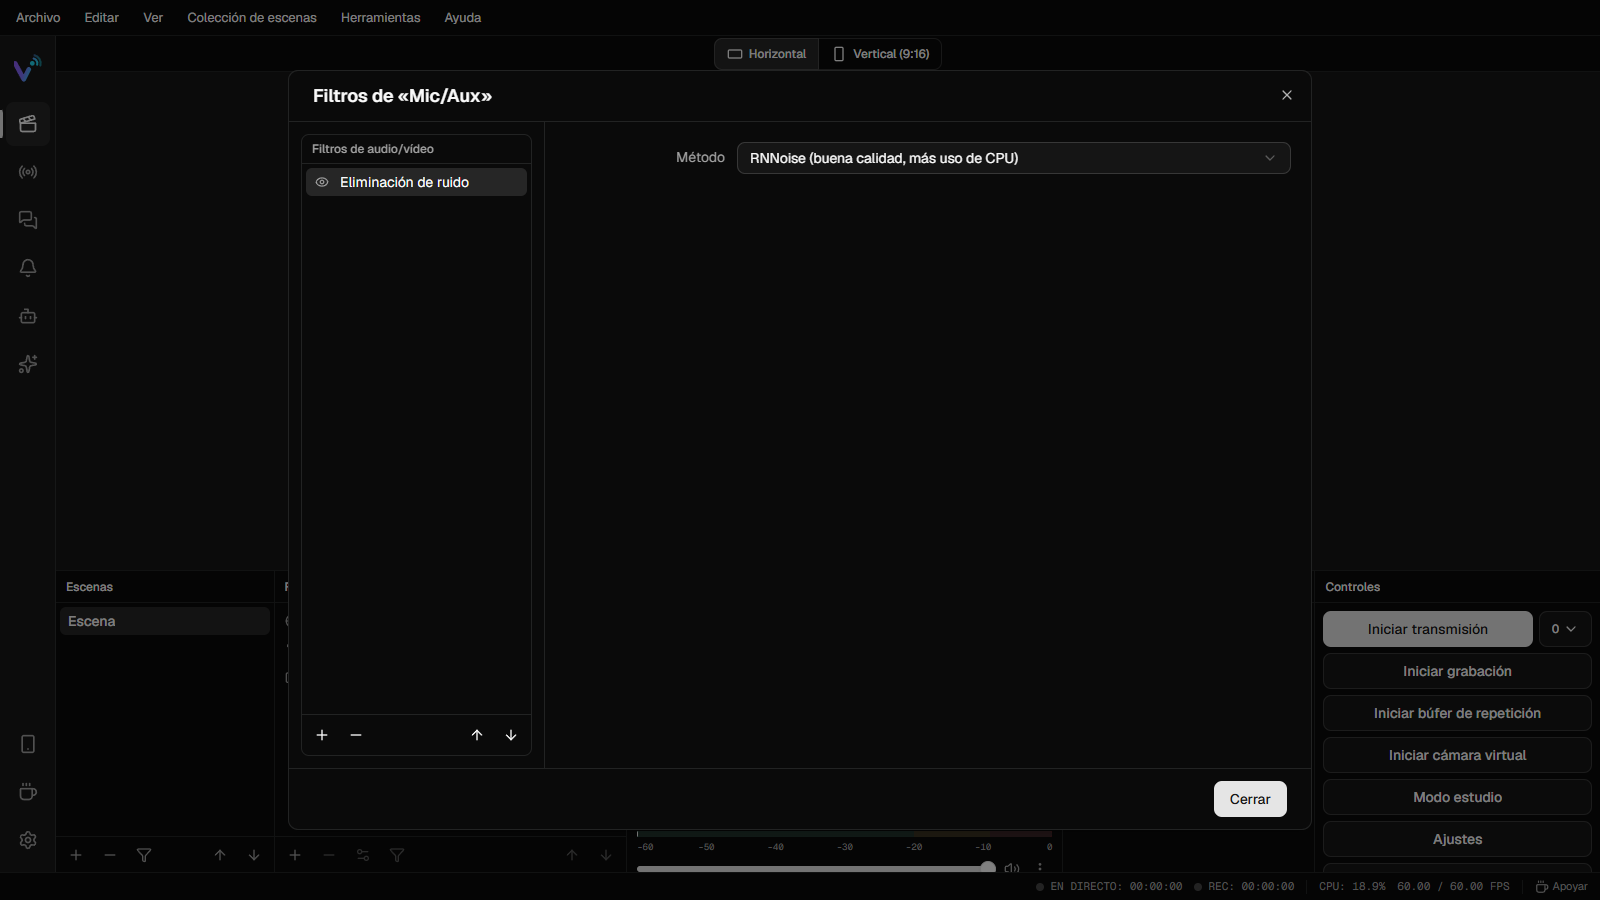 Archivo Editar Ver Colección de escenas Herramientas Ayuda
Horizontal Vertical (9:16)
Filtros de «Mic/Aux»
Filtros de audio/vídeo
Eliminación de ruido
Método RNNoise (buena calidad, más uso de CPU)
Cerrar
Escenas
Escena
-60 -50 -40 -30 -20 -10 0
Controles
Iniciar transmisión 0
Iniciar grabación
Iniciar búfer de repetición
Iniciar cámara virtual
Modo estudio
Ajustes
EN DIRECTO: 00:00:00 REC: 00:00:00 CPU: 18.9% 60.00 / 60.00 FPS Apoyar